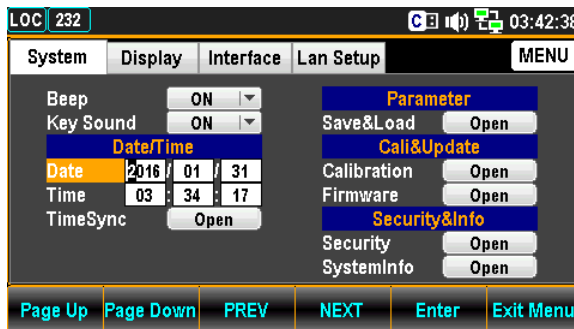 LOC 232 C 03:42:38
System Display Interface Lan Setup MENU
Beep ON
Key Sound ON
Date/Time
Date 2016 / 01 / 31
Time 03 : 34 : 17
TimeSync Open
Parameter
Save&Load Open
Cali&Update
Calibration Open
Firmware Open
Security&Info
Security Open
SystemInfo Open
Page Up Page Down PREV NEXT Enter Exit Menu